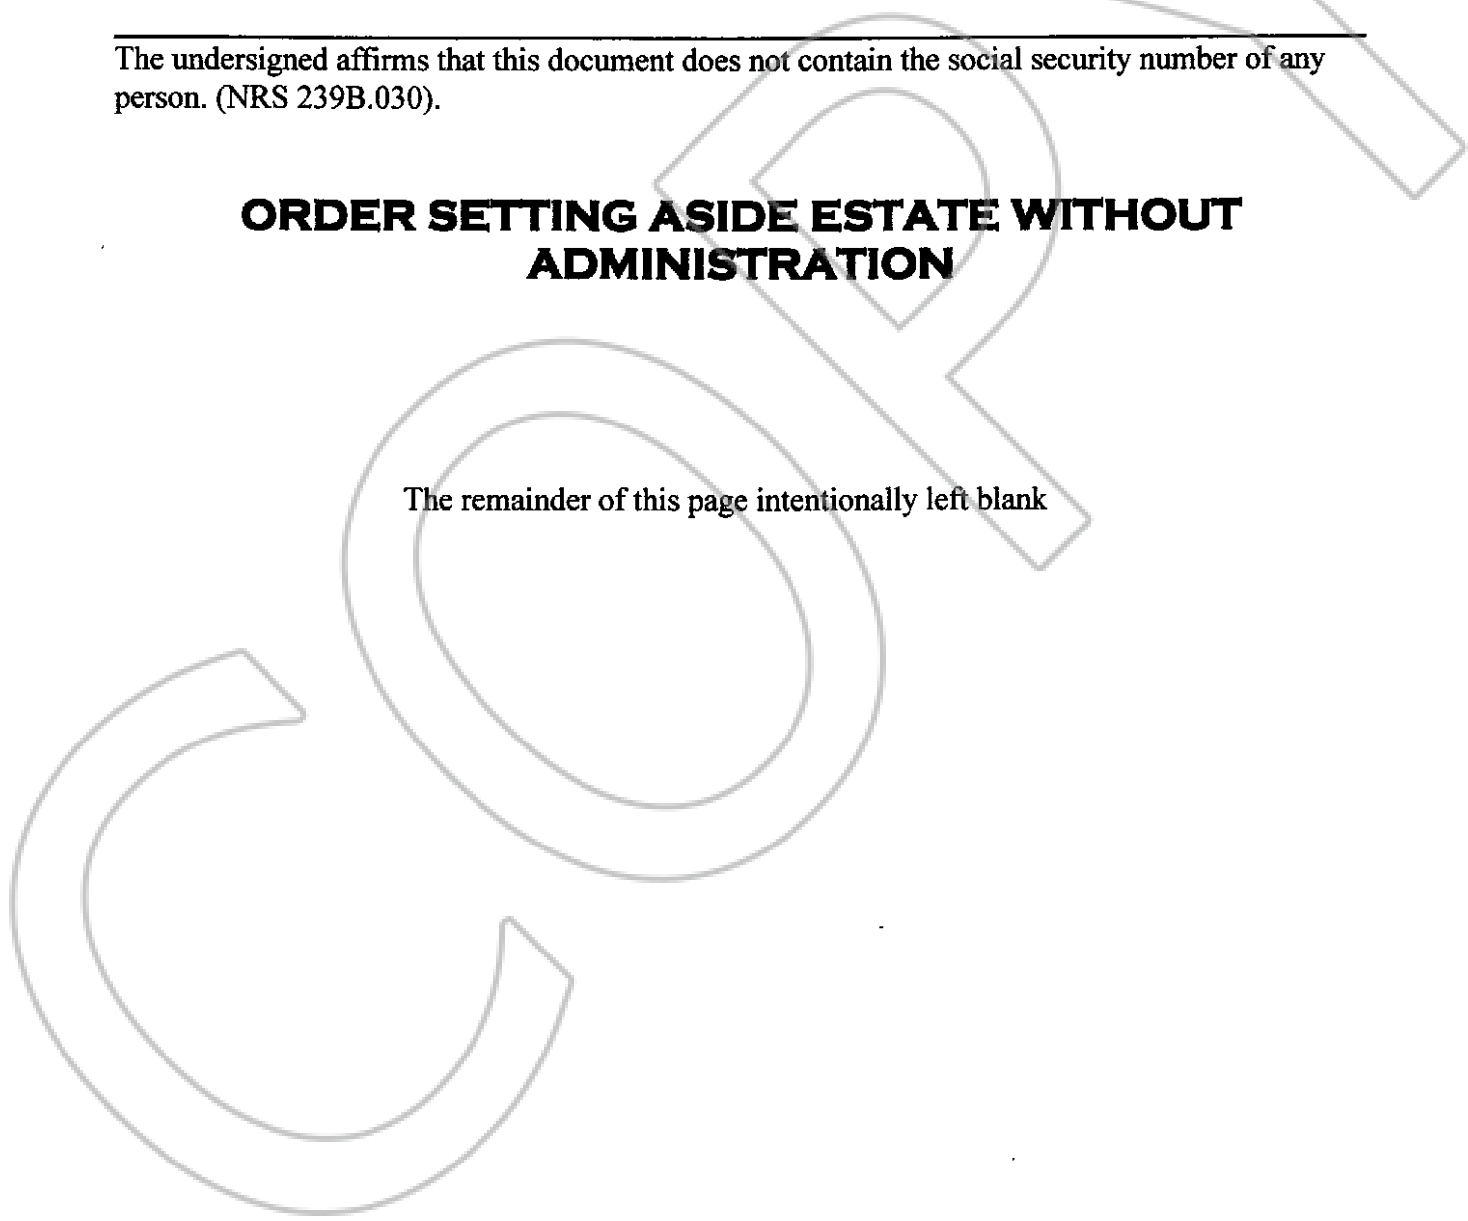 The undersigned affirms that this document does not contain the social security number of any
person. (NRS 239B.030).
ORDER SETTING ASIDE ESTATE WITHOUT
ADMINISTRATION
The remainder of this page intentionally left blank
COPY